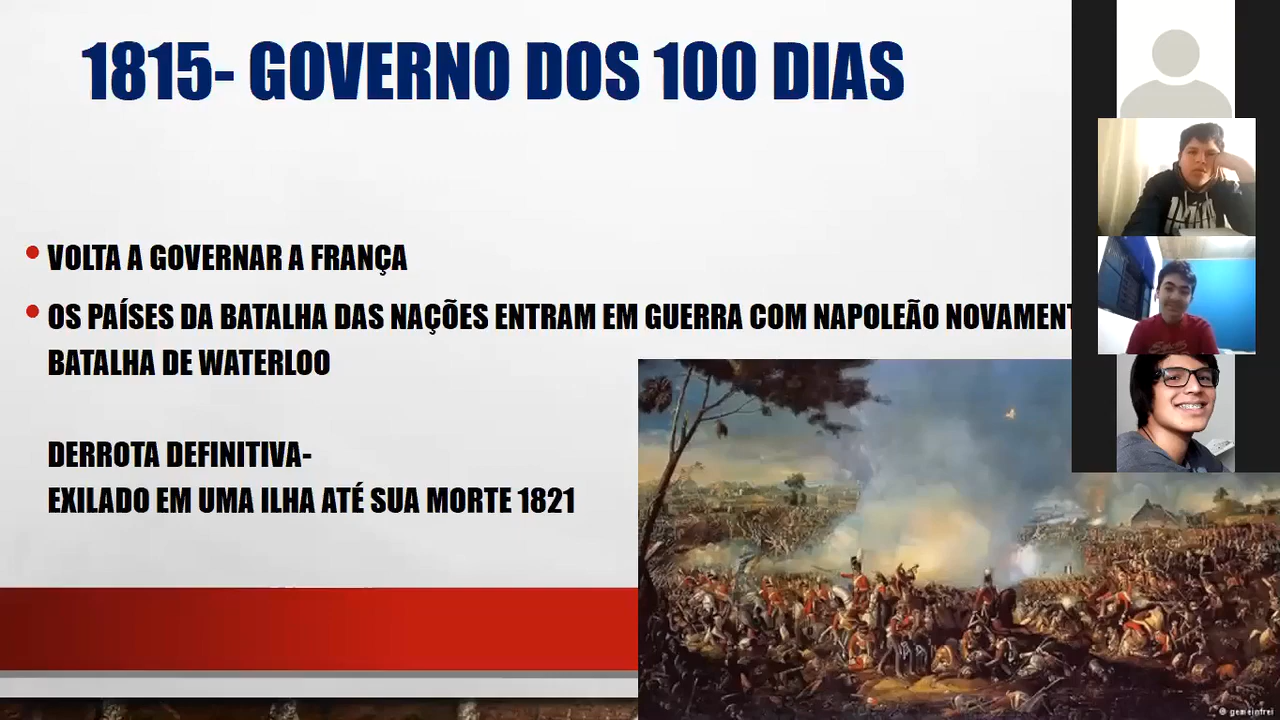 1815- GOVERNO DOS 100 DIAS
• VOLTA A GOVERNAR A FRANÇA
• OS PAÍSES DA BATALHA DAS NAÇÕES ENTRAM EM GUERRA COM NAPOLEÃO
BATALHA DE WATERLOO
DERROTA DEFINITIVA-
EXILADO EM UMA ILHA ATÉ SUA MORTE 1821
© gemeinfrei